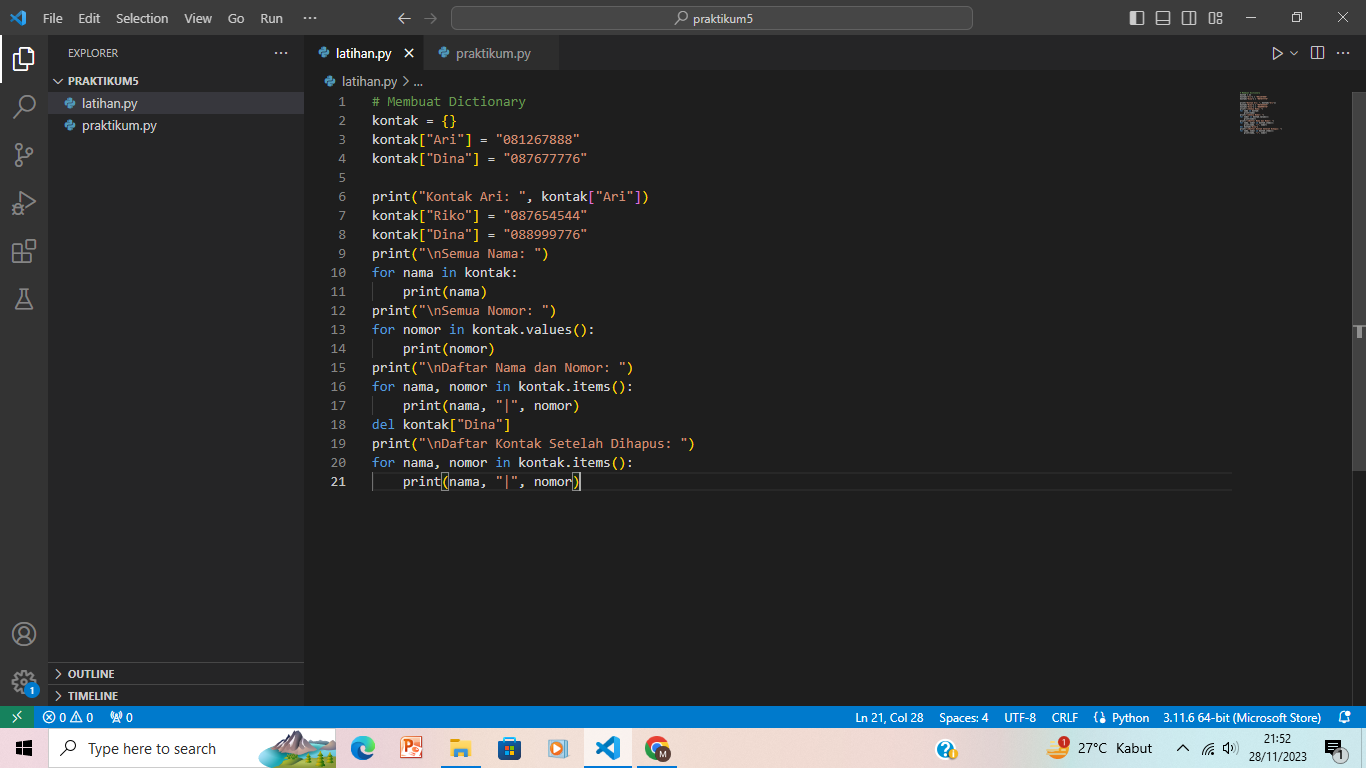 File Edit Selection View Go Run ··· praktikum5
EXPLORER ···
PRAKTIKUM5
latihan.py
praktikum.py
OUTLINE
TIMELINE
latihan.py praktikum.py
latihan.py > ...
1 # Membuat Dictionary
2 kontak = {}
3 kontak["Ari"] = "081267888"
4 kontak["Dina"] = "087677776"
5
6 print("Kontak Ari: ", kontak["Ari"])
7 kontak["Riko"] = "087654544"
8 kontak["Dina"] = "088999776"
9 print("\nSemua Nama: ")
10 for nama in kontak:
11     print(nama)
12 print("\nSemua Nomor: ")
13 for nomor in kontak.values():
14     print(nomor)
15 print("\nDaftar Nama dan Nomor: ")
16 for nama, nomor in kontak.items():
17     print(nama, "|", nomor)
18 del kontak["Dina"]
19 print("\nDaftar Kontak Setelah Dihapus: ")
20 for nama, nomor in kontak.items():
21     print(nama, "|", nomor)
1
0 0 0 Ln 21, Col 28 Spaces: 4 UTF-8 CRLF {} Python 3.11.6 64-bit (Microsoft Store)
Type here to search M 1 27°C Kabut 21:52
28/11/2023 1